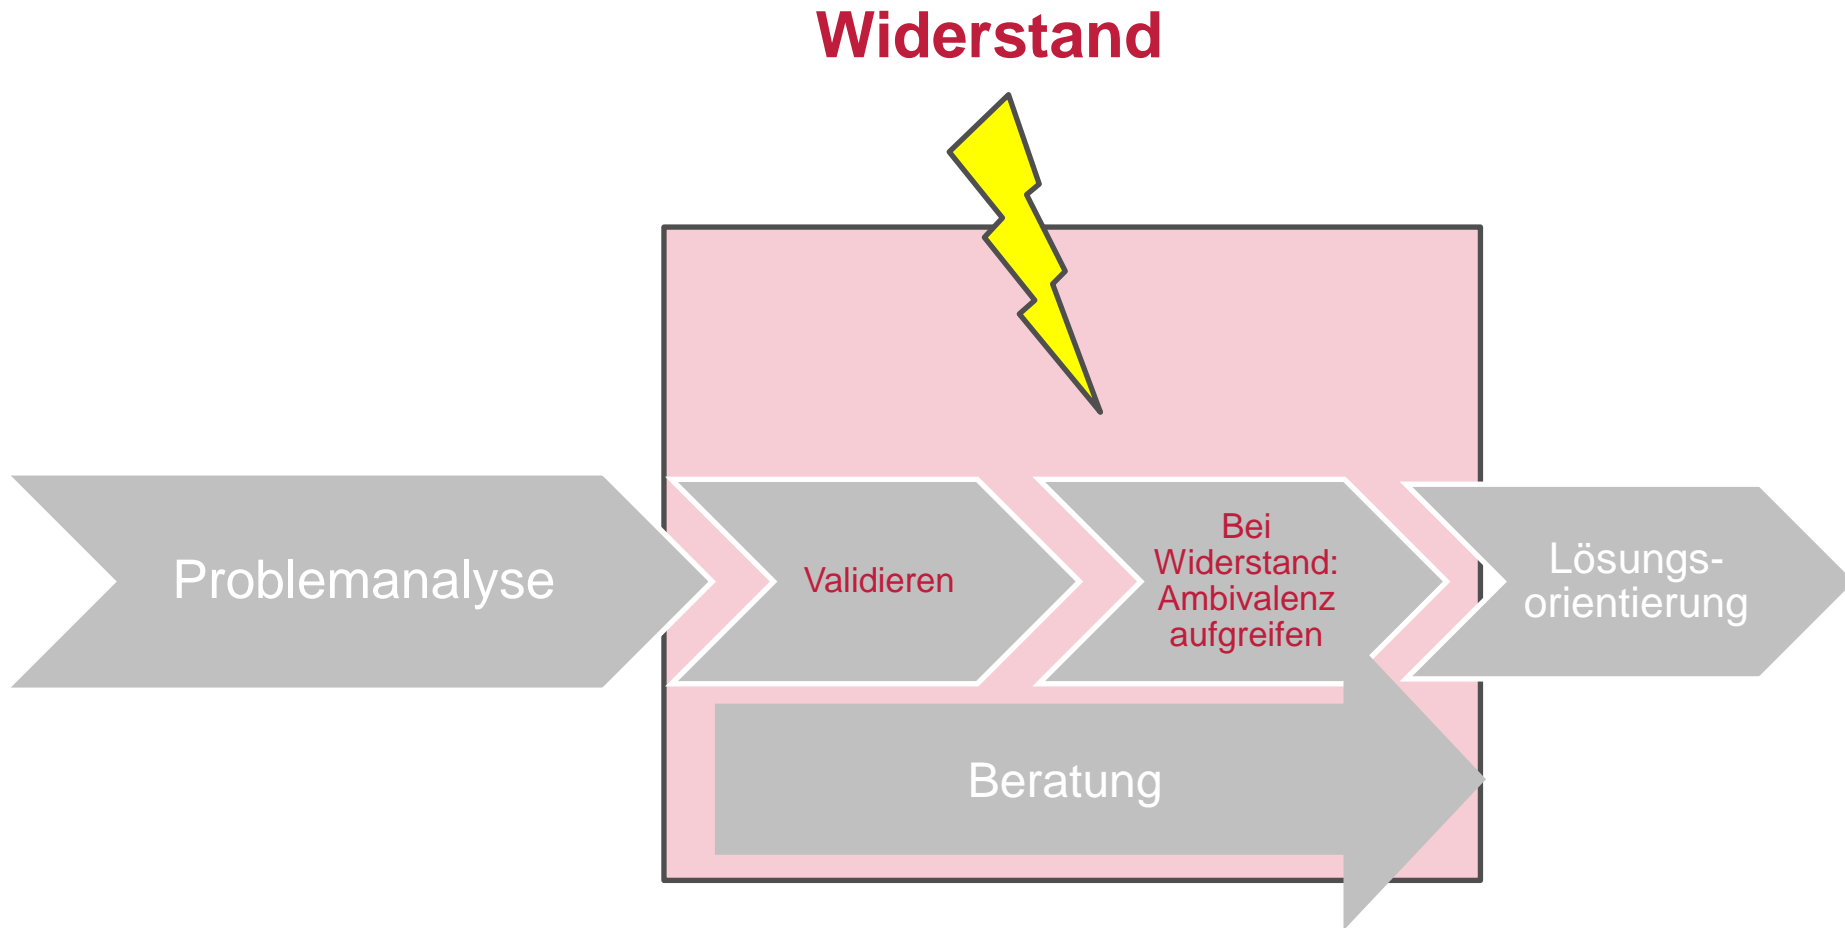 Widerstand
Problemanalyse
Validieren
Bei
Widerstand:
Ambivalenz
aufgreifen
Lösungs-
orientierung
Beratung